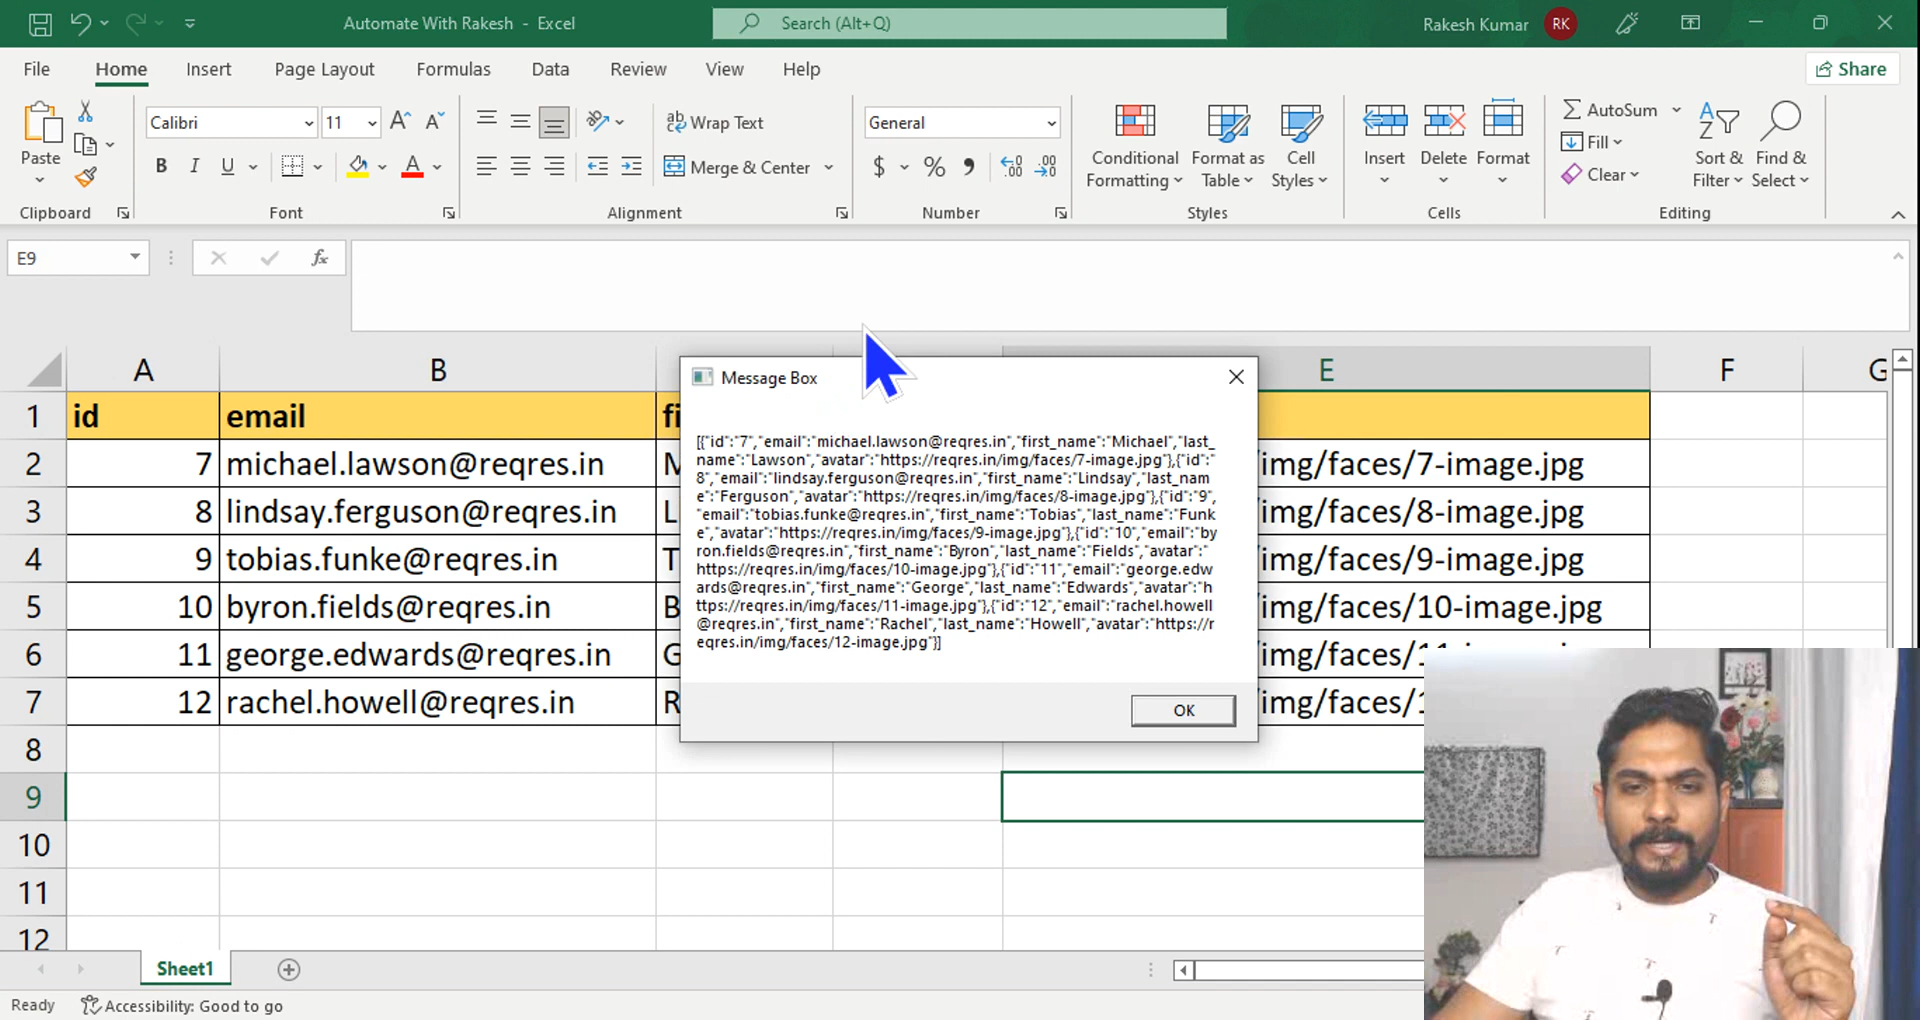 Automate With Rakesh - Excel
Search (Alt+Q)
Rakesh Kumar RK
File Home Insert Page Layout Formulas Data Review View Help
Share
Paste
Clipboard
Calibri 11
B I U
A
Font
Wrap Text
Merge & Center
Alignment
General
$ % ,
Number
Conditional Formatting
Format as Table
Cell Styles
Styles
Insert Delete Format
Cells
AutoSum
Fill
Clear
Sort & Filter
Find & Select
Editing
E9
fx
A B E F G
1 id email fi
2 7 michael.lawson@reqres.in M /img/faces/7-image.jpg
3 8 lindsay.ferguson@reqres.in L /img/faces/8-image.jpg
4 9 tobias.funke@reqres.in T /img/faces/9-image.jpg
5 10 byron.fields@reqres.in B /img/faces/10-image.jpg
6 11 george.edwards@reqres.in G
7 12 rachel.howell@reqres.in R /img/faces/1
8
9
10
11
12
Message Box
[{"id":"7","email":"michael.lawson@reqres.in","first_name":"Michael","last_
name":"Lawson","avatar":"https://reqres.in/img/faces/7-image.jpg"},{"id":"
8","email":"lindsay.ferguson@reqres.in","first_name":"Lindsay","last_nam
e":"Ferguson","avatar":"https://reqres.in/img/faces/8-image.jpg"},{"id":"9",
"email":"tobias.funke@reqres.in","first_name":"Tobias","last_name":"Funk
e","avatar":"https://reqres.in/img/faces/9-image.jpg"},{"id":"10","email":"by
ron.fields@reqres.in","first_name":"Byron","last_name":"Fields","avatar":"
https://reqres.in/img/faces/10-image.jpg"},{"id":"11","email":"george.edw
ards@reqres.in","first_name":"George","last_name":"Edwards","avatar":"h
ttps://reqres.in/img/faces/11-image.jpg"},{"id":"12","email":"rachel.howell
@reqres.in","first_name":"Rachel","last_name":"Howell","avatar":"https://r
eqres.in/img/faces/12-image.jpg"}]
OK
Sheet1
Ready Accessibility: Good to go